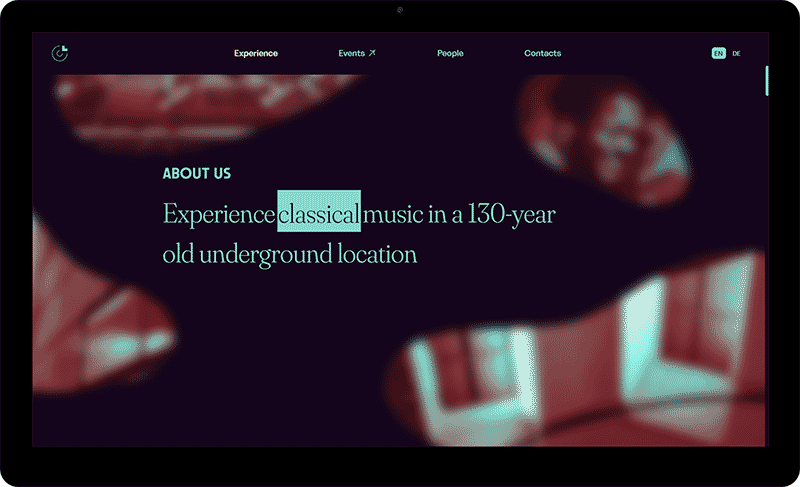 Experience Events People Contacts EN DE
ABOUT US
Experience classical music in a 130-year
old underground location